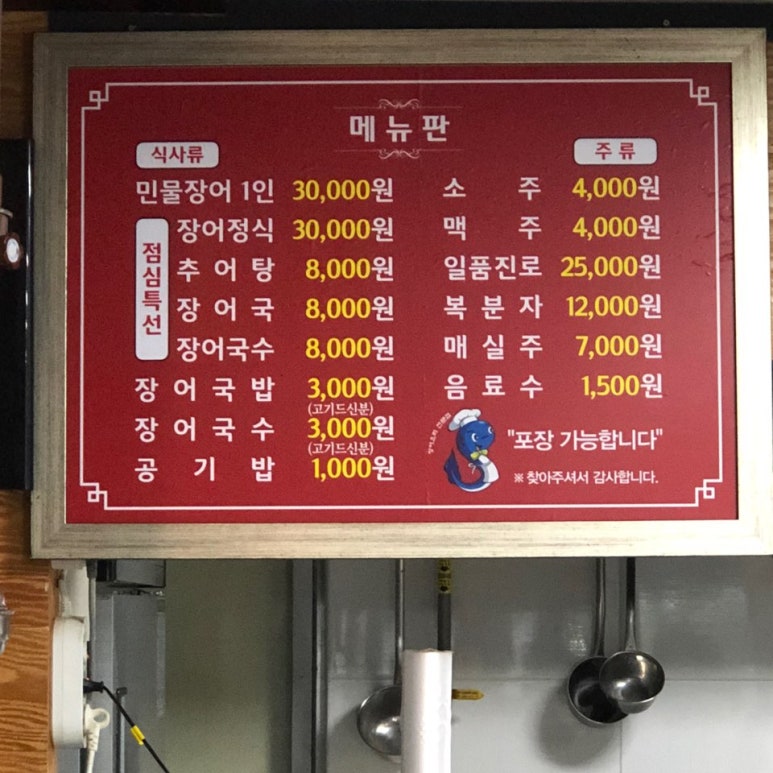 메뉴판
식사류
민물장어 1인 30,000원
점심특선
장어정식 30,000원
추어탕 8,000원
장어국 8,000원
장어국수 8,000원
장어국밥 3,000원
(고기드신분)
장어국수 3,000원
(고기드신분)
공기밥 1,000원
주류
소주 4,000원
맥주 4,000원
일품진로 25,000원
복분자 12,000원
매실주 7,000원
음료수 1,500원
"포장 가능합니다"
※ 찾아주셔서 감사합니다.